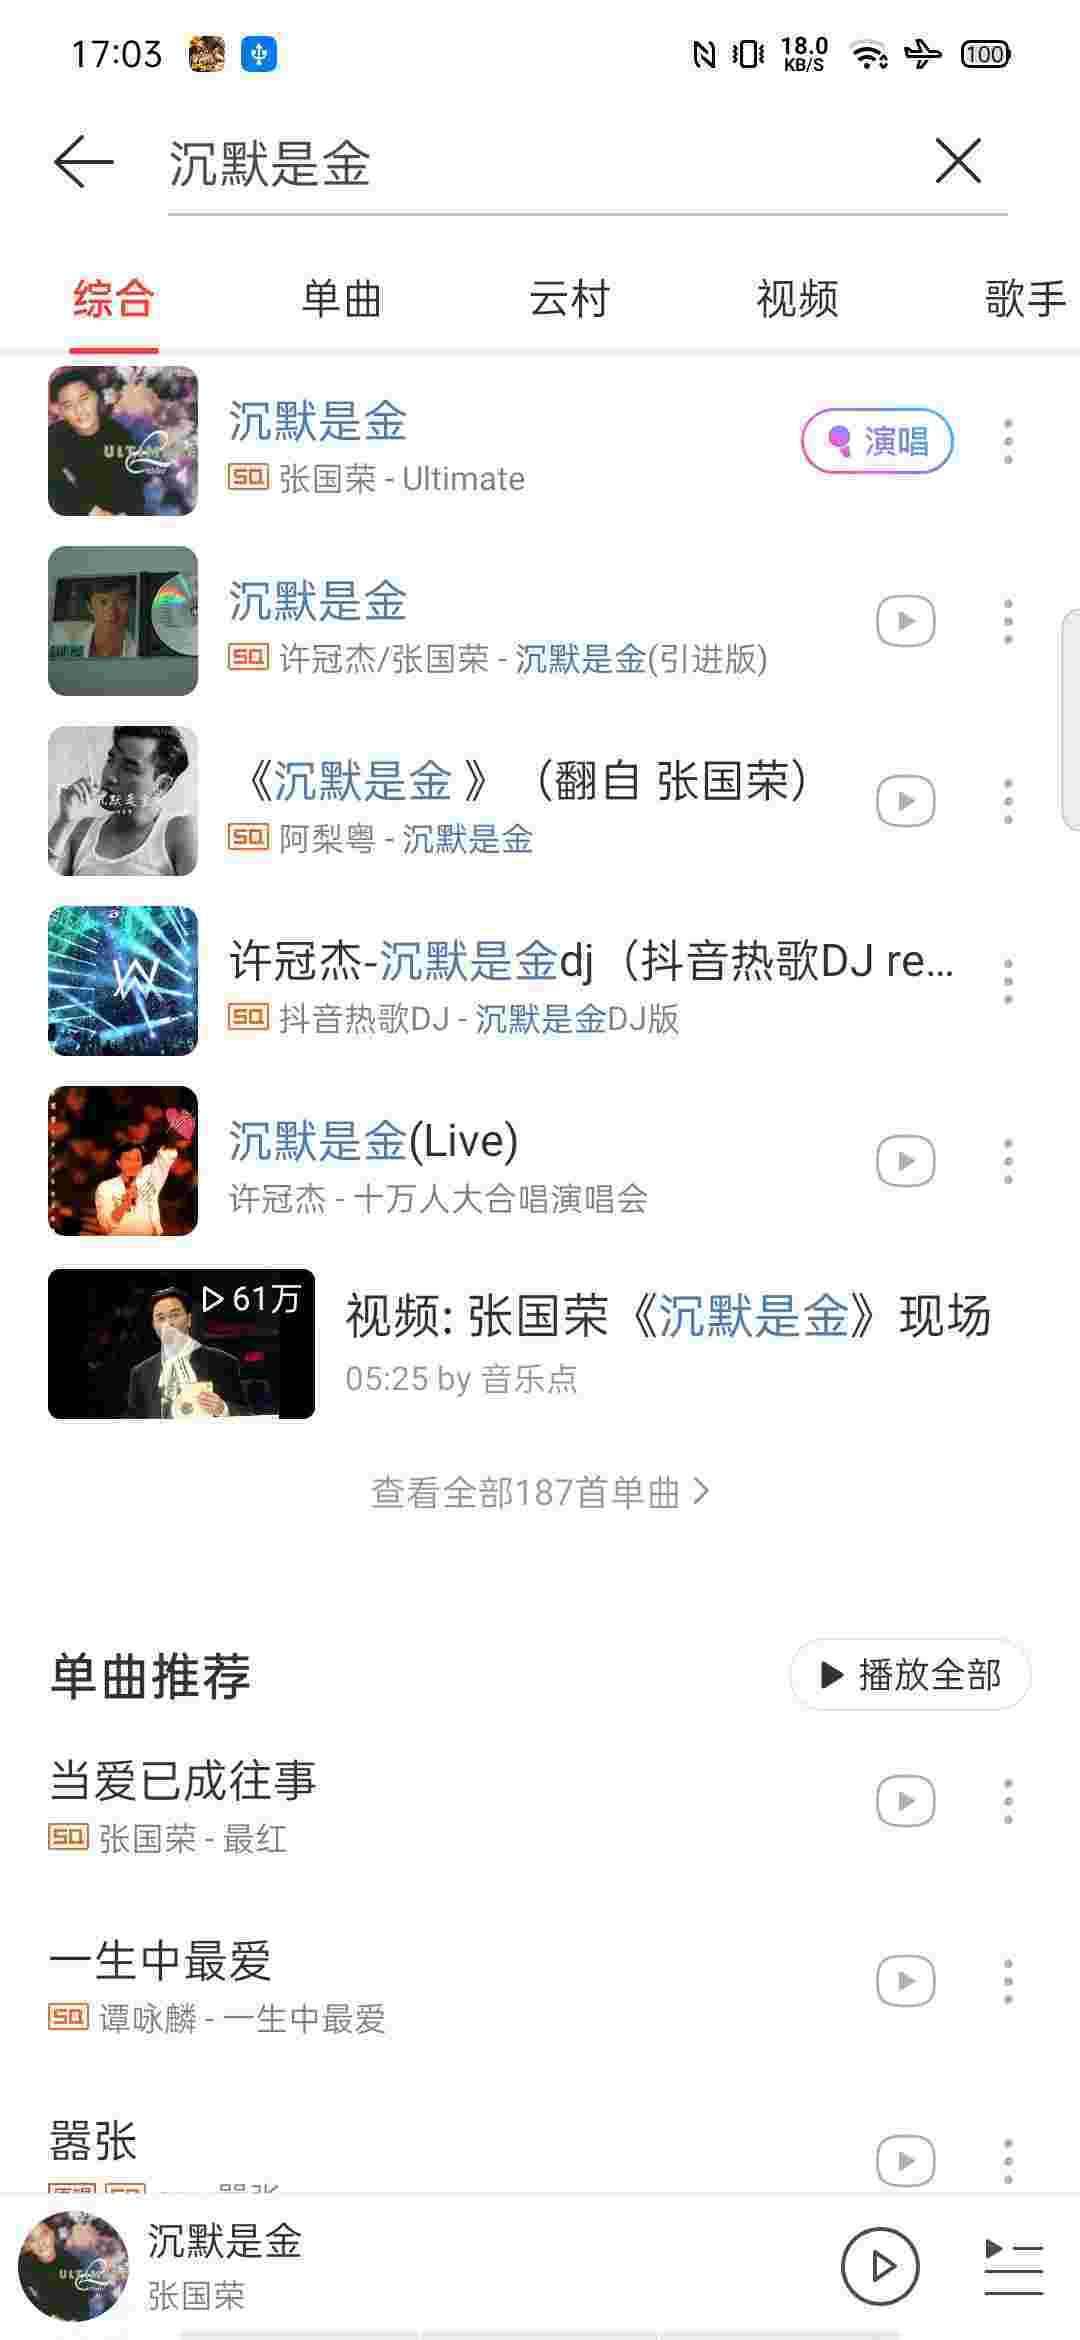 17:03
18.0
KB/S
100
沉默是金
综合 单曲 云村 视频 歌手
沉默是金
演唱
SQ 张国荣 - Ultimate
沉默是金
SQ 许冠杰/张国荣 - 沉默是金(引进版)
《沉默是金 》（翻自 张国荣）
SQ 阿梨粤 - 沉默是金
许冠杰-沉默是金dj（抖音热歌DJ re...
SQ 抖音热歌DJ - 沉默是金DJ版
沉默是金(Live)
许冠杰 - 十万人大合唱演唱会
61万
视频: 张国荣《沉默是金》现场
05:25 by 音乐点
查看全部187首单曲
单曲推荐
播放全部
当爱已成往事
SQ 张国荣 - 最红
一生中最爱
SQ 谭咏麟 - 一生中最爱
嚣张
沉默是金
张国荣